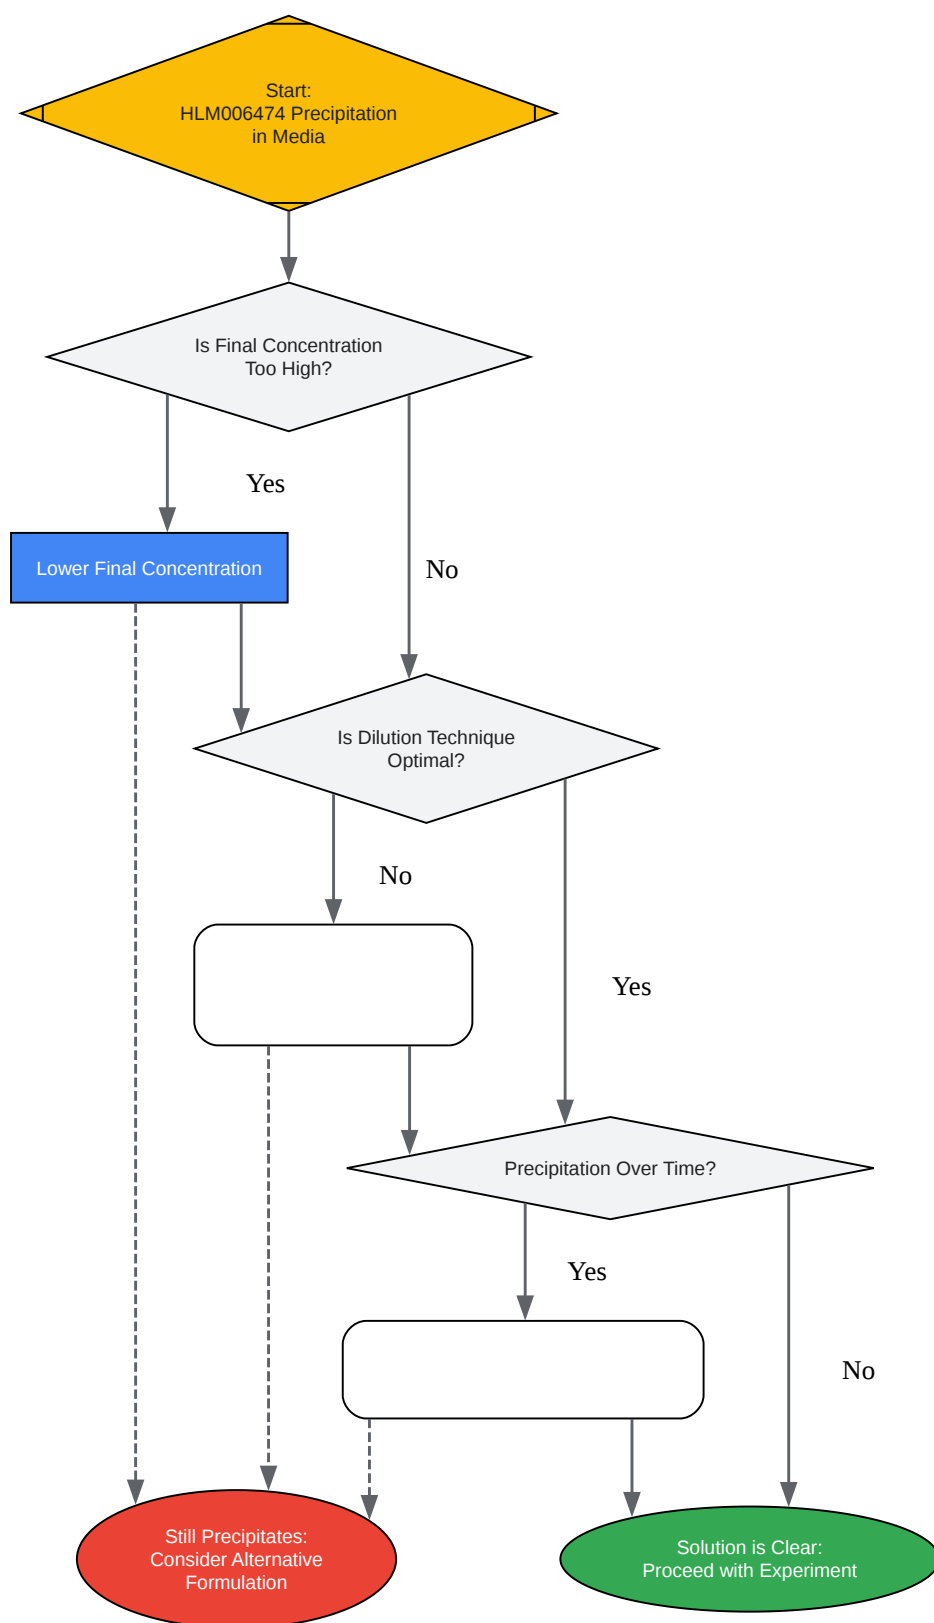 Start:
HLM006474 Precipitation
in Media
Is Final Concentration
Too High?
Yes
Lower Final Concentration
No
Is Dilution Technique
Optimal?
No
Yes
Precipitation Over Time?
Yes
No
Still Precipitates:
Consider Alternative
Formulation
Solution is Clear:
Proceed with Experiment